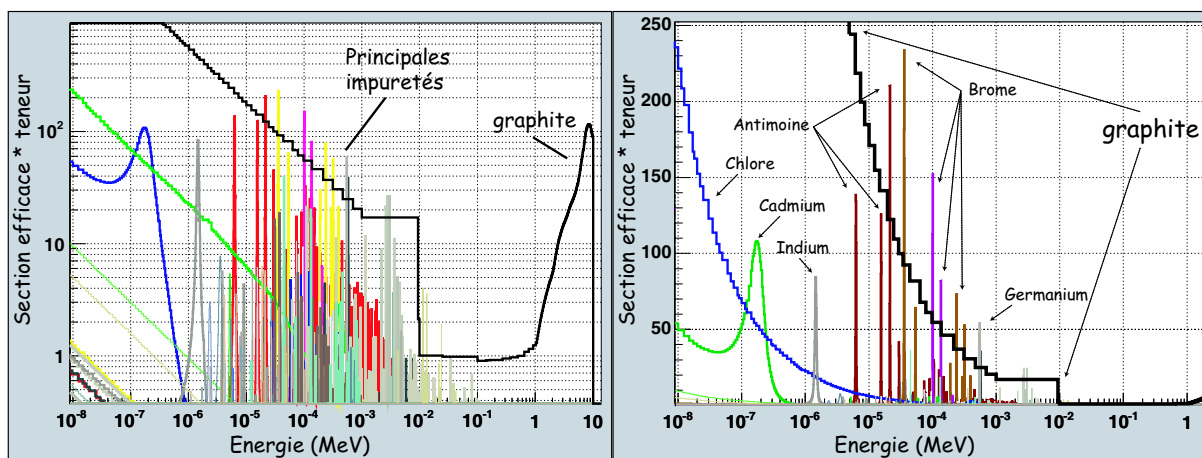 Section efficace * teneur
10²
10
1
Principales
impuretés
graphite
10⁻⁸ 10⁻⁷ 10⁻⁶ 10⁻⁵ 10⁻⁴ 10⁻³ 10⁻² 10⁻¹ 1 10
Energie (MeV)
Section efficace * teneur
250
200
150
100
50
Antimoine
Brome
graphite
Chlore
Cadmium
Indium
Germanium
10⁻⁸ 10⁻⁷ 10⁻⁶ 10⁻⁵ 10⁻⁴ 10⁻³ 10⁻² 10⁻¹ 1
Energie (MeV)